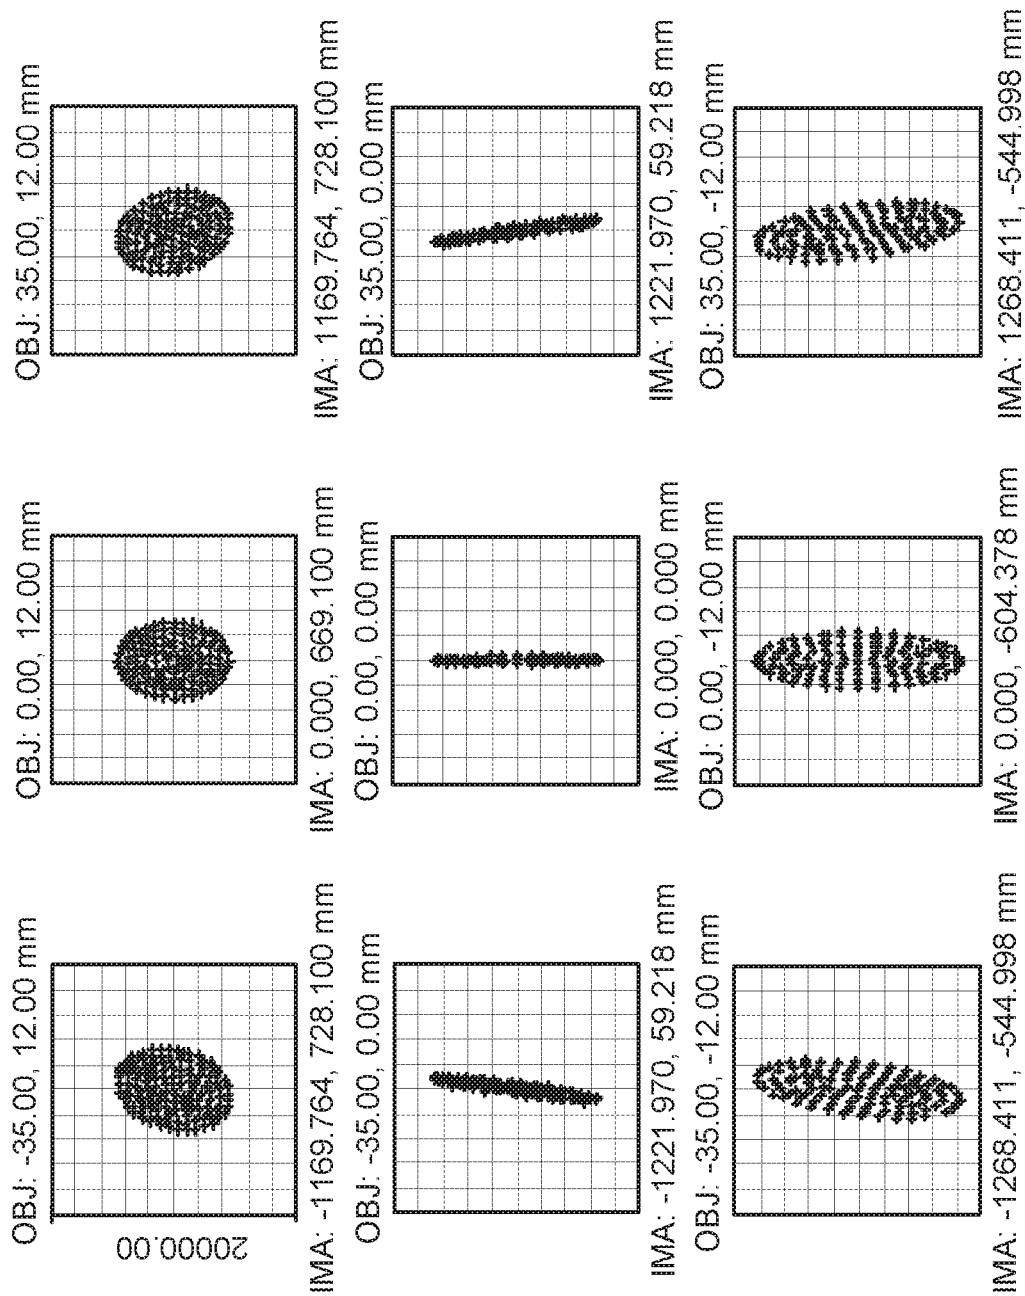 OBJ: -35.00, 12.00 mm
OBJ: 0.00, 12.00 mm
OBJ: 35.00, 12.00 mm
20000.00
IMA: -1169.764, 728.100 mm
IMA: 0.000, 669.100 mm
IMA: 1169.764, 728.100 mm
OBJ: -35.00, 0.00 mm
OBJ: 0.00, 0.00 mm
OBJ: 35.00, 0.00 mm
IMA: -1221.970, 59.218 mm
IMA: 0.000, 0.000 mm
IMA: 1221.970, 59.218 mm
OBJ: -35.00, -12.00 mm
OBJ: 0.00, -12.00 mm
OBJ: 35.00, -12.00 mm
IMA: -1268.411, -544.998 mm
IMA: 0.000, -604.378 mm
IMA: 1268.411, -544.998 mm